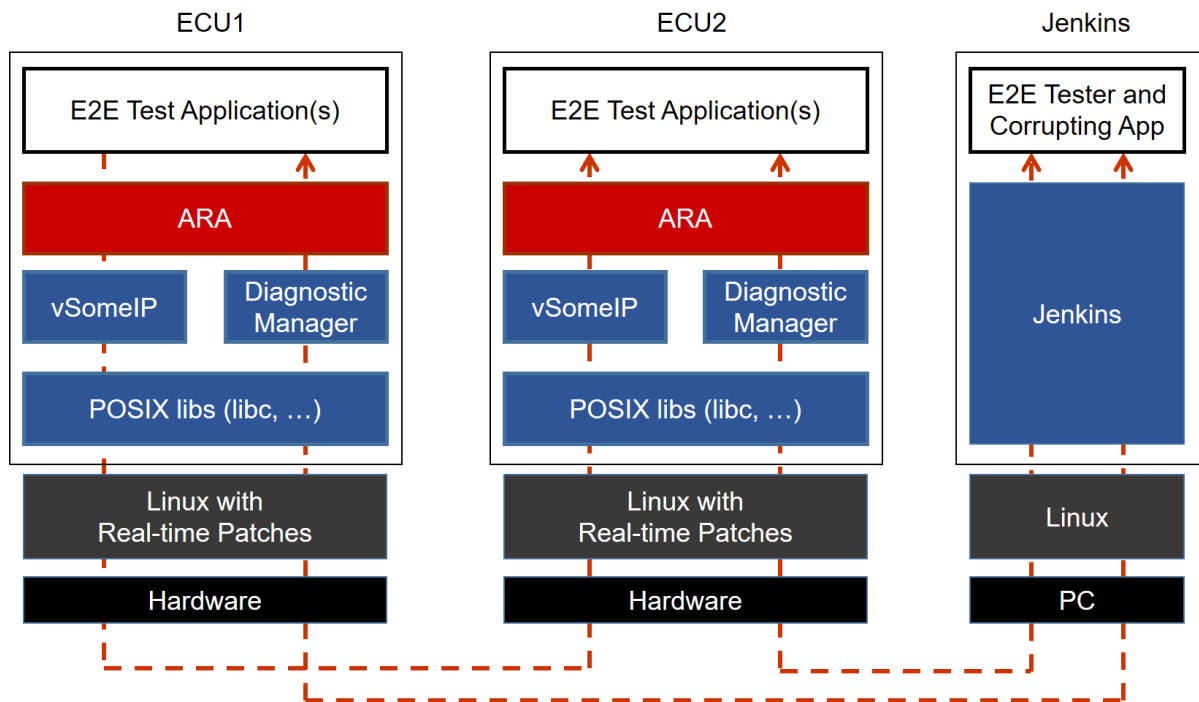 ECU1
E2E Test Application(s)
ARA
vSomeIP
Diagnostic
Manager
POSIX libs (libc, …)
Linux with
Real-time Patches
Hardware
ECU2
E2E Test Application(s)
ARA
vSomeIP
Diagnostic
Manager
POSIX libs (libc, …)
Linux with
Real-time Patches
Hardware
Jenkins
E2E Tester and
Corrupting App
Jenkins
Linux
PC